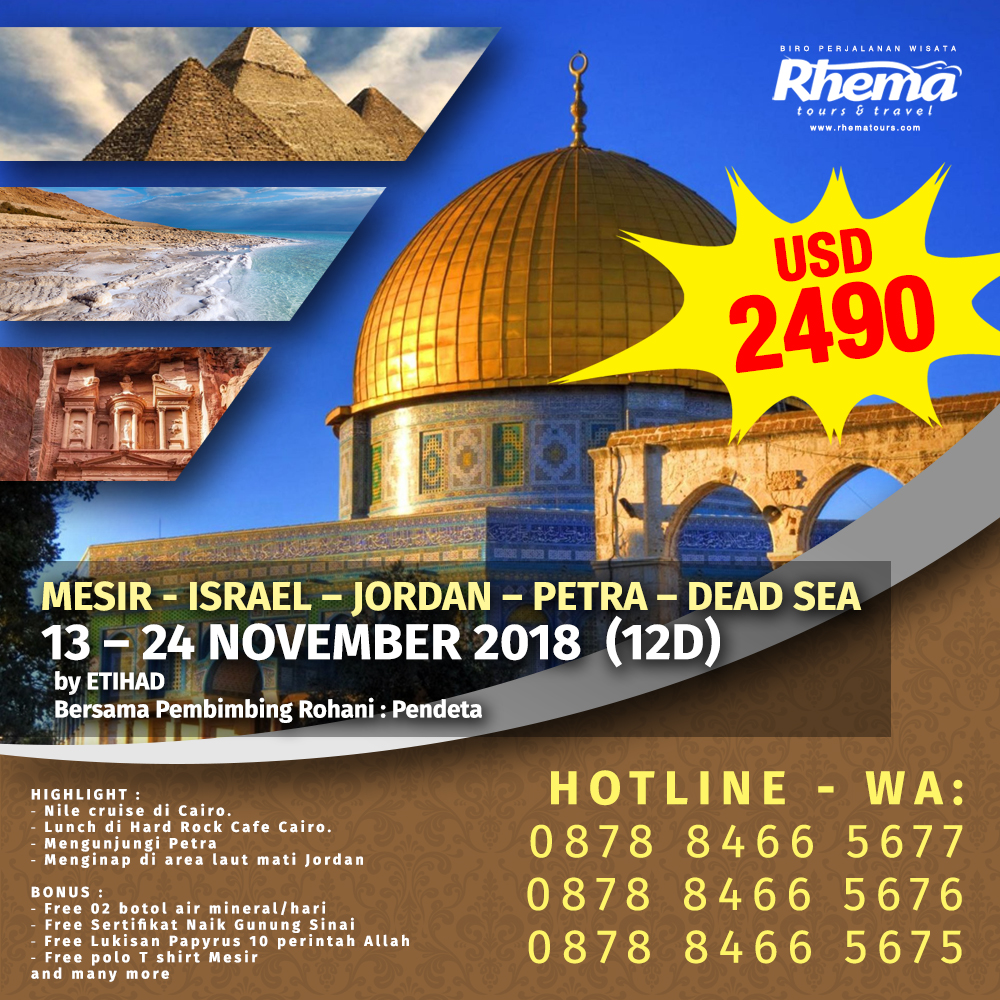 BIRO PERJALANAN WISATA
Rhema
tours & travel
www.rhematours.com
USD
2490
MESIR - ISRAEL – JORDAN – PETRA – DEAD SEA
13 – 24 NOVEMBER 2018 (12D)
by ETIHAD
Bersama Pembimbing Rohani : Pendeta
HIGHLIGHT :
- Nile cruise di Cairo.
- Lunch di Hard Rock Cafe Cairo.
- Mengunjungi Petra
- Menginap di area laut mati Jordan
BONUS :
- Free 02 botol air mineral/hari
- Free Sertifikat Naik Gunung Sinai
- Free Lukisan Papyrus 10 perintah Allah
- Free polo T shirt Mesir
and many more
HOTLINE - WA:
0878 8466 5677
0878 8466 5676
0878 8466 5675